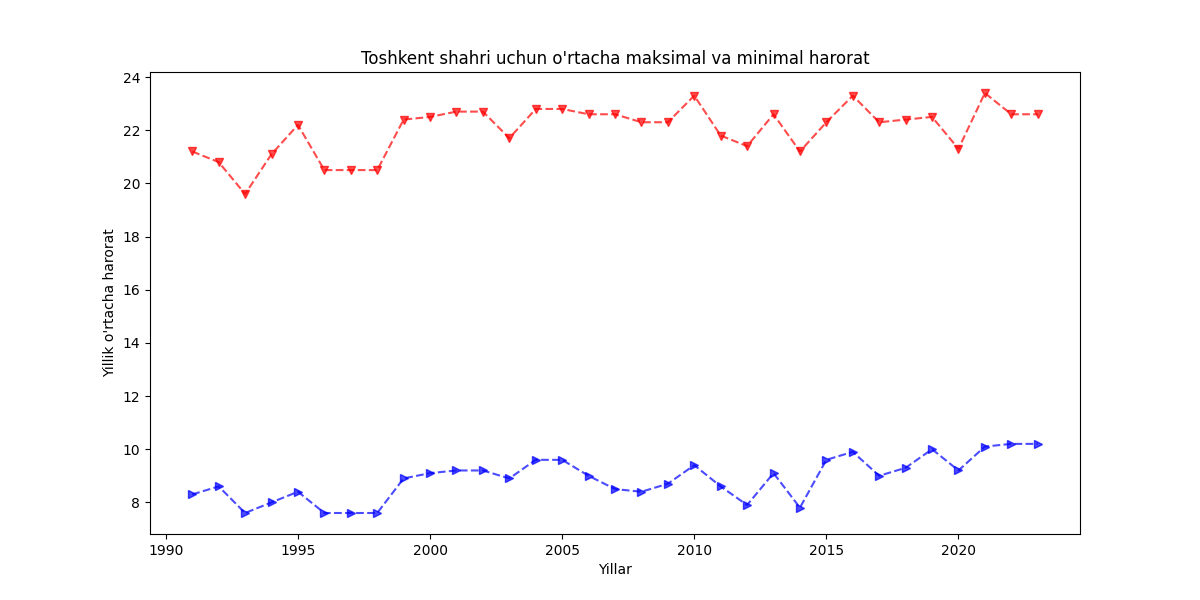 Toshkent shahri uchun o'rtacha maksimal va minimal harorat
24
22
20
18
16
14
12
10
8
Yillik o'rtacha harorat
1990 1995 2000 2005 2010 2015 2020
Yillar